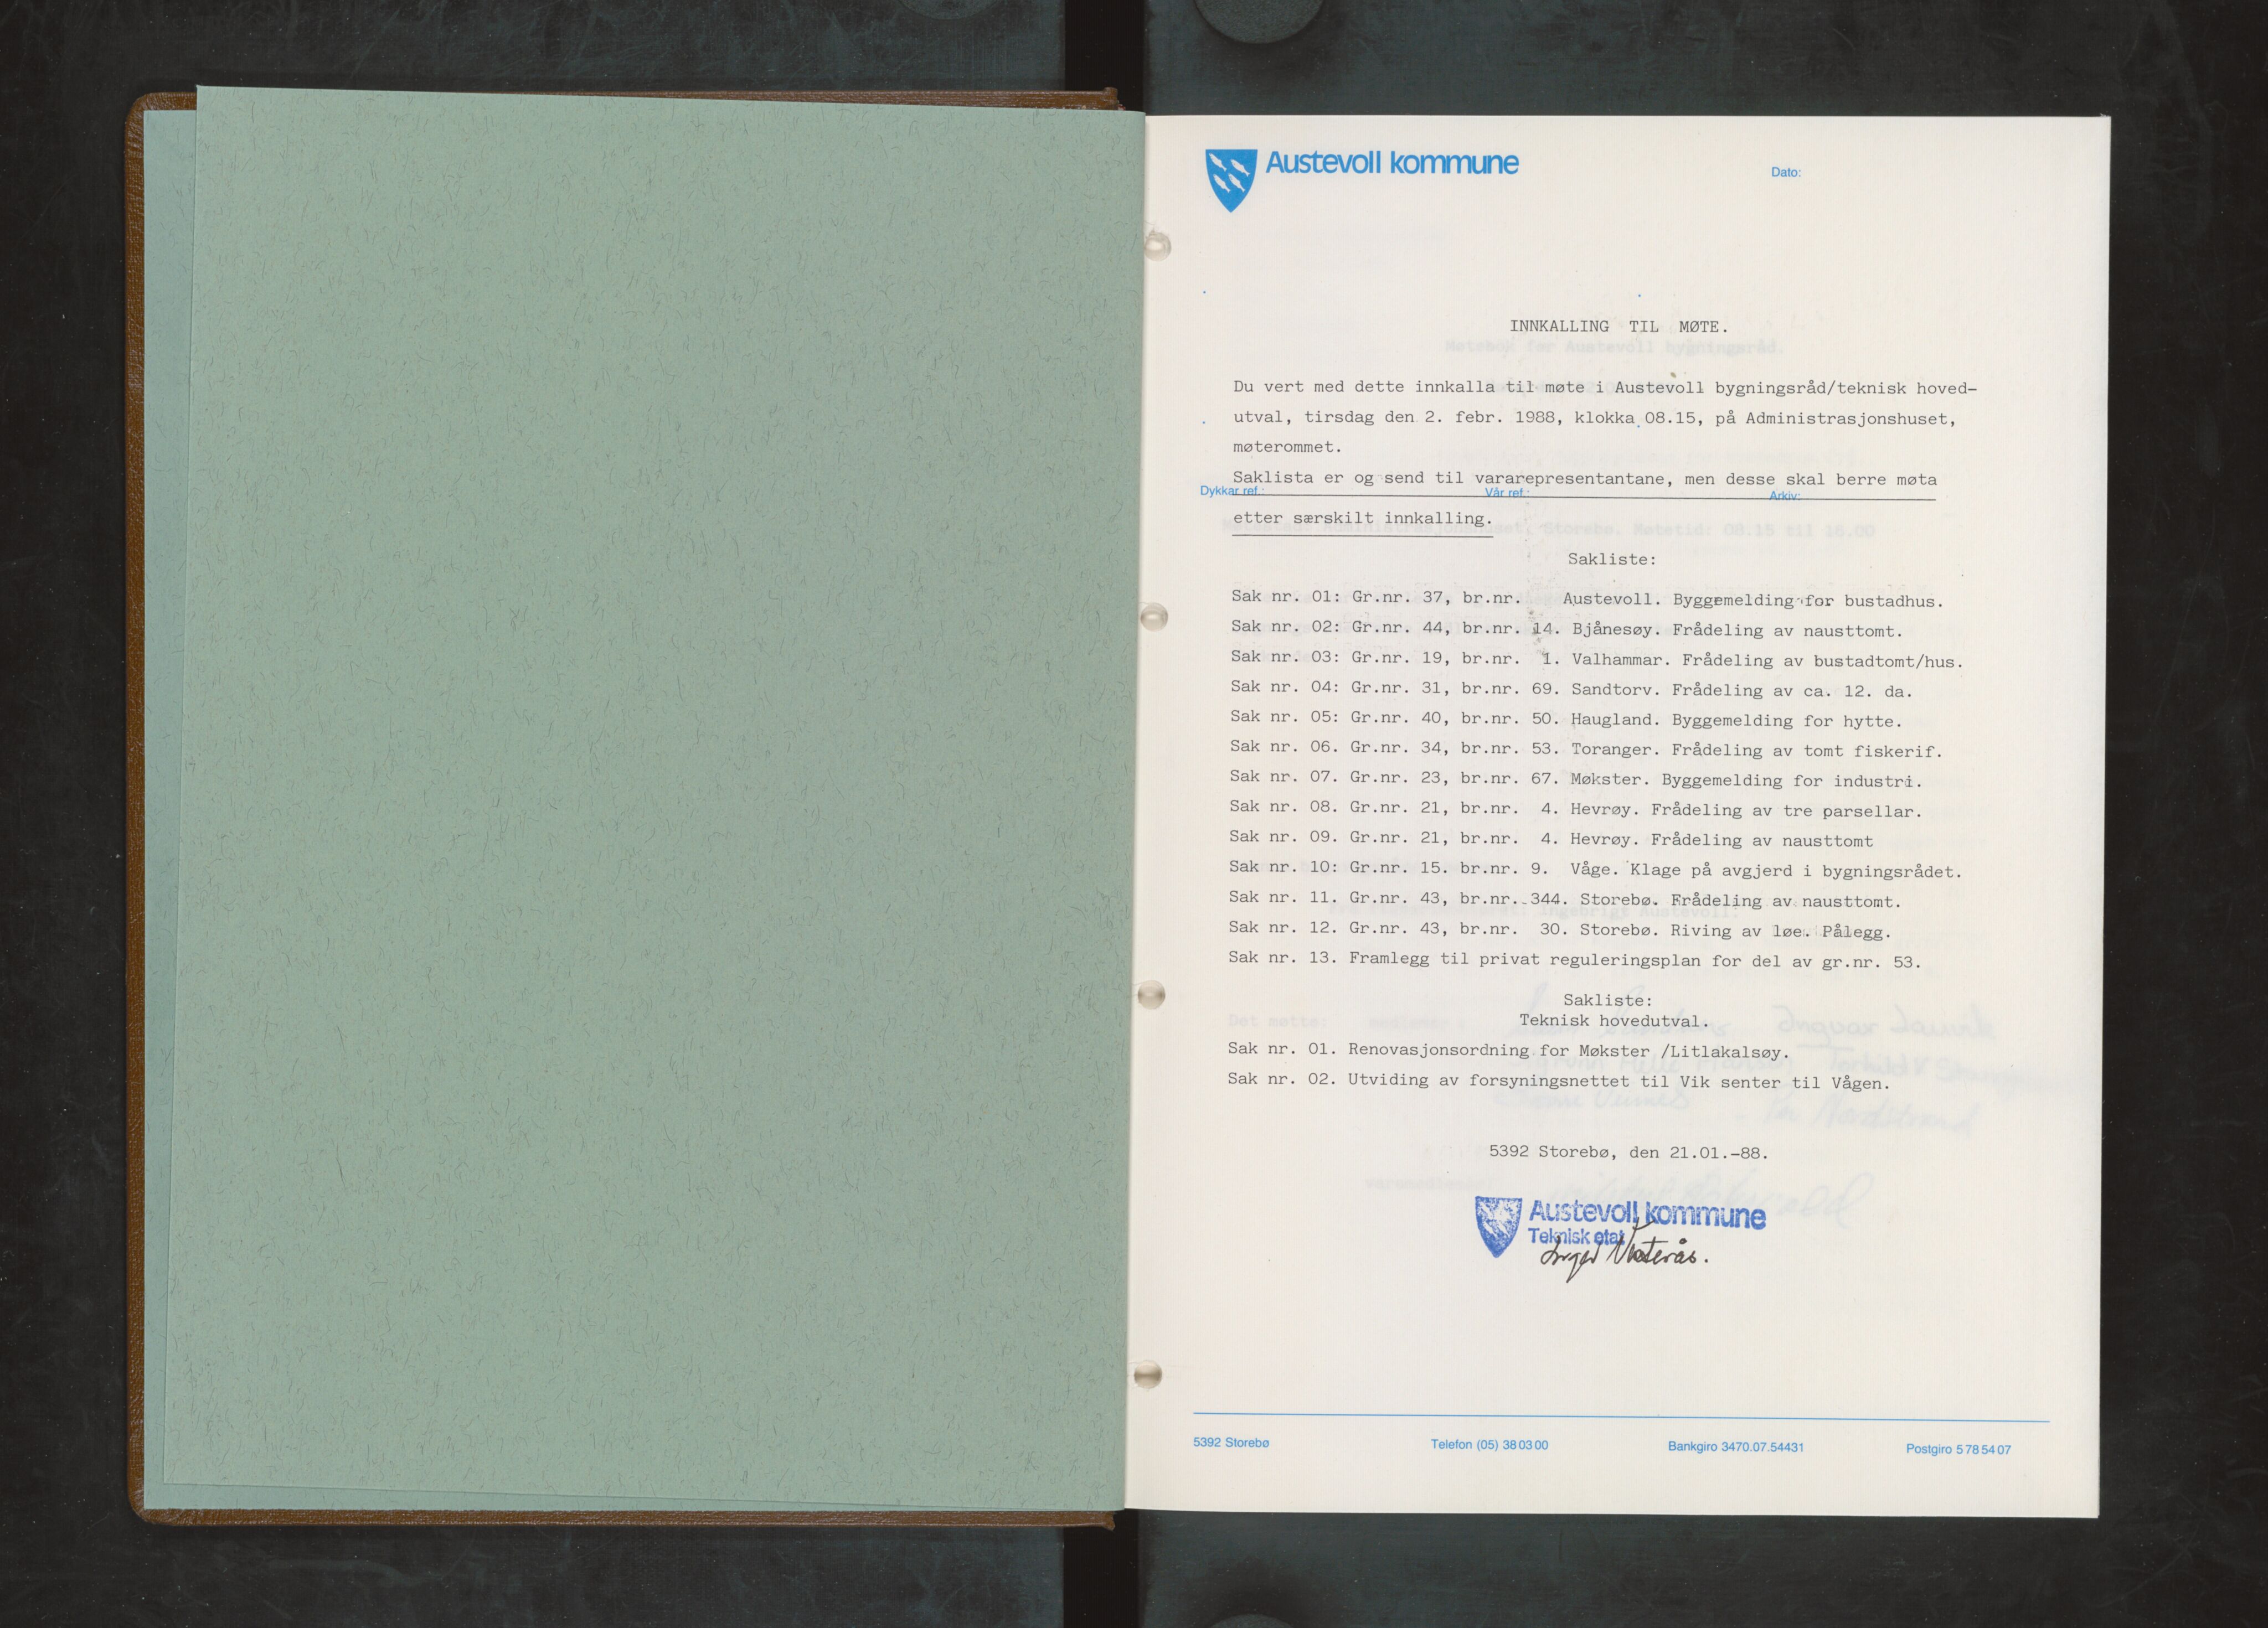 Austevoll kommune
Dato:
INNKALLING TIL MØTE.
Du vert med dette innkalla til møte i Austevoll bygningsråd/teknisk hoved-
utval, tirsdag den 2. febr. 1988, klokka 08.15, på Administrasjonshuset,
møterommet.
Saklista er og send til vararepresentantane, men desse skal berre møta
Dykkar ref.: Vår ref.: Arkiv:
etter særskilt innkalling.
Sakliste:
Sak nr. 01: Gr.nr. 37, br.nr. Austevoll. Byggemelding for bustadhus.
Sak nr. 02: Gr.nr. 44, br.nr. 14. Bjånesøy. Frådeling av nausttomt.
Sak nr. 03: Gr.nr. 19, br.nr. 1. Valhammar. Frådeling av bustadtomt/hus.
Sak nr. 04: Gr.nr. 31, br.nr. 69. Sandtorv. Frådeling av ca. 12. da.
Sak nr. 05: Gr.nr. 40, br.nr. 50. Haugland. Byggemelding for hytte.
Sak nr. 06. Gr.nr. 34, br.nr. 53. Toranger. Frådeling av tomt fiskerif.
Sak nr. 07. Gr.nr. 23, br.nr. 67. Møkster. Byggemelding for industri.
Sak nr. 08. Gr.nr. 21, br.nr. 4. Hevrøy. Frådeling av tre parsellar.
Sak nr. 09. Gr.nr. 21, br.nr. 4. Hevrøy. Frådeling av nausttomt
Sak nr. 10: Gr.nr. 15. br.nr. 9. Våge. Klage på avgjerd i bygningsrådet.
Sak nr. 11. Gr.nr. 43, br.nr. 344. Storebø. Frådeling av nausttomt.
Sak nr. 12. Gr.nr. 43, br.nr. 30. Storebø. Riving av løe. Pålegg.
Sak nr. 13. Framlegg til privat reguleringsplan for del av gr.nr. 53.
Sakliste:
Teknisk hovedutval.
Sak nr. 01. Renovasjonsordning for Møkster /Litlakalsøy.
Sak nr. 02. Utviding av forsyningsnettet til Vik senter til Vågen.
5392 Storebø, den 21.01.-88.
Austevoll kommune
Teknisk etat
5392 Storebø Telefon (05) 38 03 00 Bankgiro 3470.07.54431 Postgiro 5 78 54 07